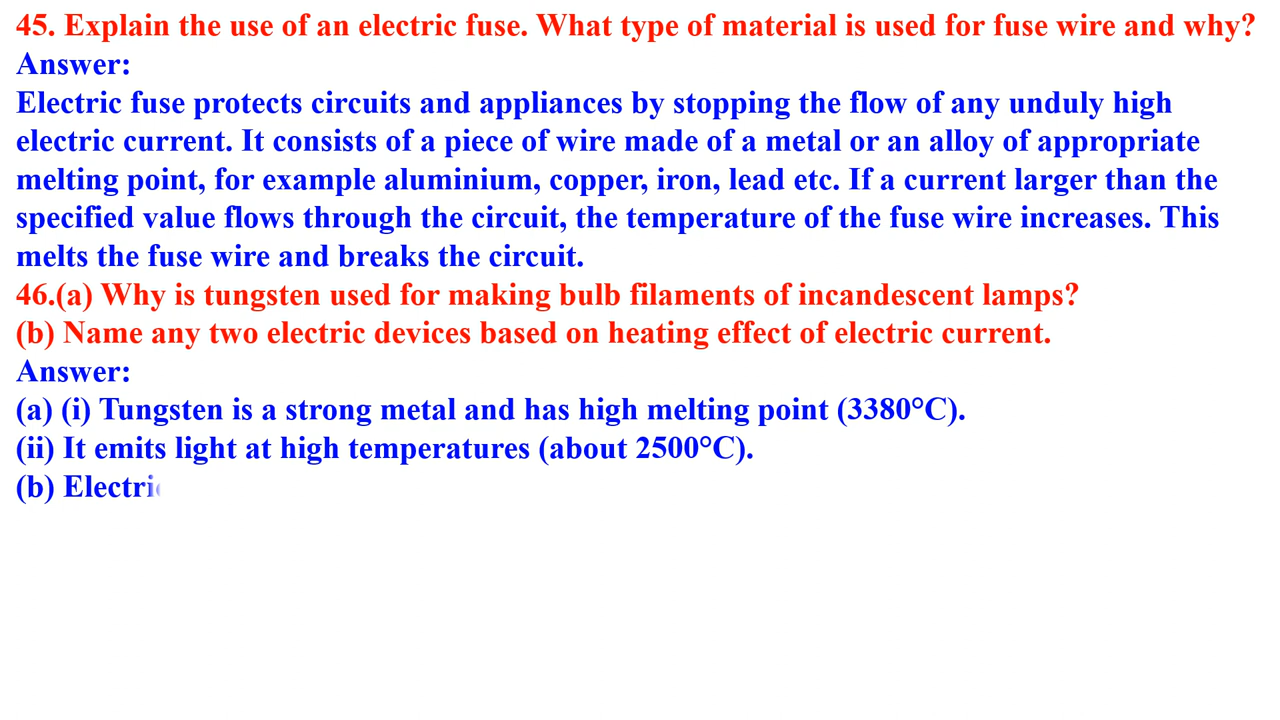 45. Explain the use of an electric fuse. What type of material is used for fuse wire and why?
Answer:
Electric fuse protects circuits and appliances by stopping the flow of any unduly high
electric current. It consists of a piece of wire made of a metal or an alloy of appropriate
melting point, for example aluminium, copper, iron, lead etc. If a current larger than the
specified value flows through the circuit, the temperature of the fuse wire increases. This
melts the fuse wire and breaks the circuit.
46.(a) Why is tungsten used for making bulb filaments of incandescent lamps?
(b) Name any two electric devices based on heating effect of electric current.
Answer:
(a) (i) Tungsten is a strong metal and has high melting point (3380°C).
(ii) It emits light at high temperatures (about 2500°C).
(b)